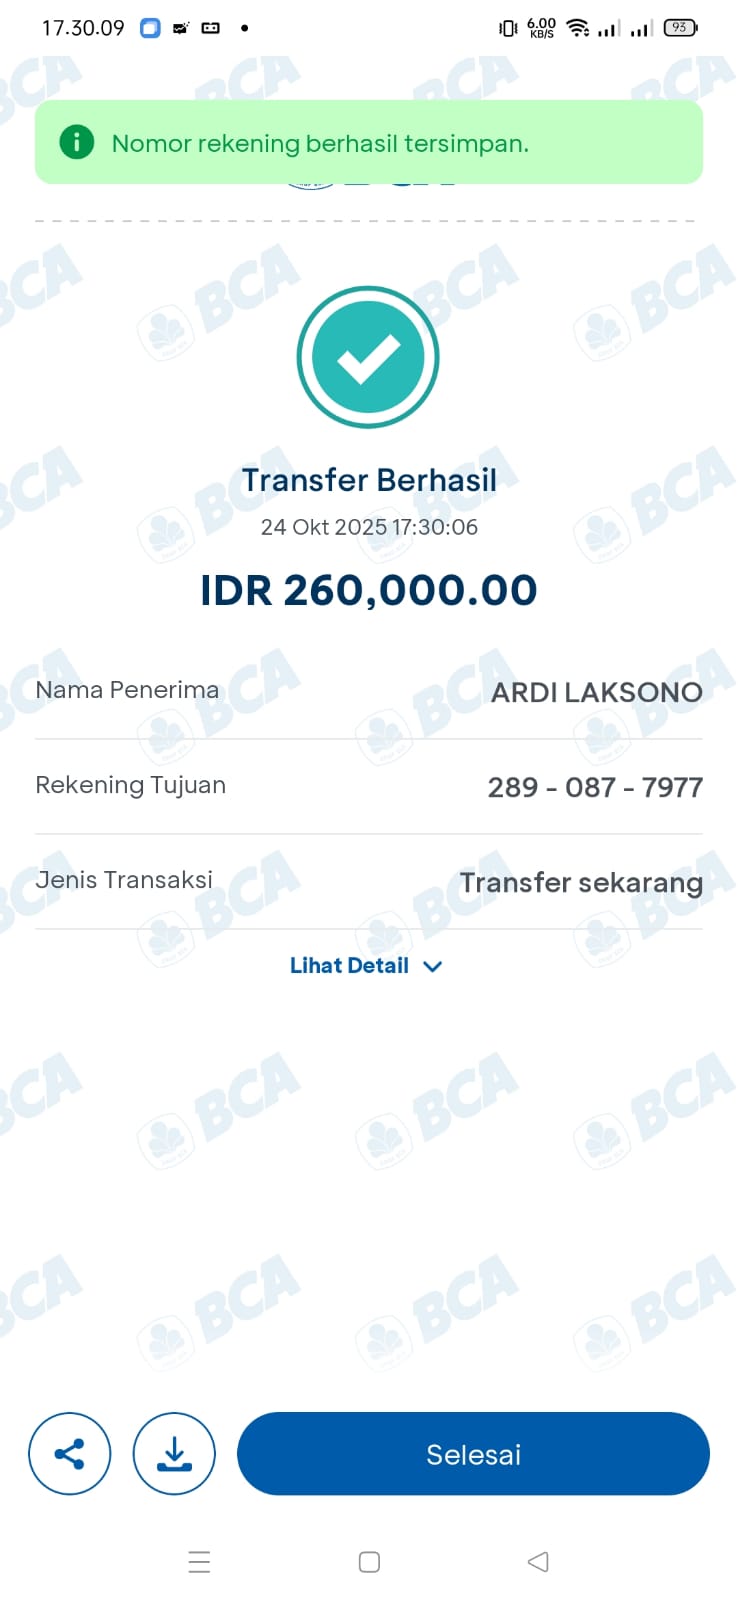 17.30.09
6.00
KB/S
93
Nomor rekening berhasil tersimpan.
Transfer Berhasil
24 Okt 2025 17:30:06
IDR 260,000.00
Nama Penerima
ARDI LAKSONO
Rekening Tujuan
289 - 087 - 7977
Jenis Transaksi
Transfer sekarang
Lihat Detail
Selesai
BCA